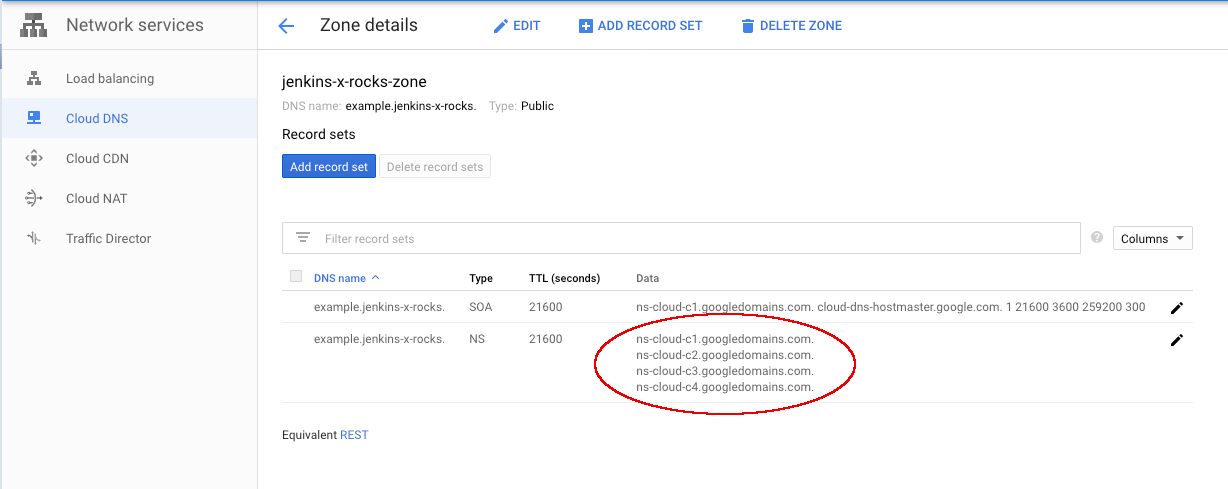 Network services
Zone details
EDIT
ADD RECORD SET
DELETE ZONE
Load balancing
Cloud DNS
Cloud CDN
Cloud NAT
Traffic Director
jenkins-x-rocks-zone
DNS name: example.jenkins-x-rocks. Type: Public
Record sets
Add record set Delete record sets
Filter record sets
?
Columns
DNS name Type TTL (seconds) Data
example.jenkins-x-rocks. SOA 21600 ns-cloud-c1.googledomains.com. cloud-dns-hostmaster.google.com. 1 21600 3600 259200 300
example.jenkins-x-rocks. NS 21600 ns-cloud-c1.googledomains.com.
ns-cloud-c2.googledomains.com.
ns-cloud-c3.googledomains.com.
ns-cloud-c4.googledomains.com.
Equivalent REST